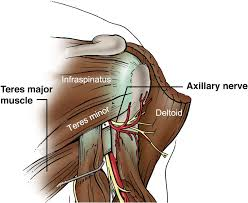 Infraspinatus
Axillary nerve
Teres major
muscle
Teres minor
Deltoid